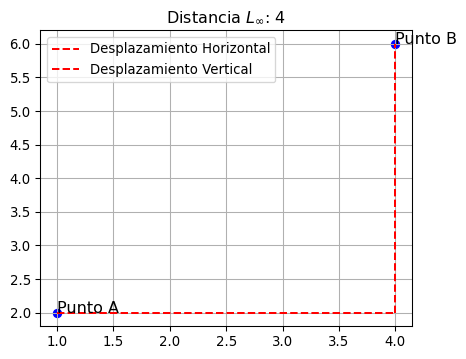 Distancia L∞: 4
Desplazamiento Horizontal
Desplazamiento Vertical
Punto B
Punto A
6.0
5.5
5.0
4.5
4.0
3.5
3.0
2.5
2.0
1.0 1.5 2.0 2.5 3.0 3.5 4.0